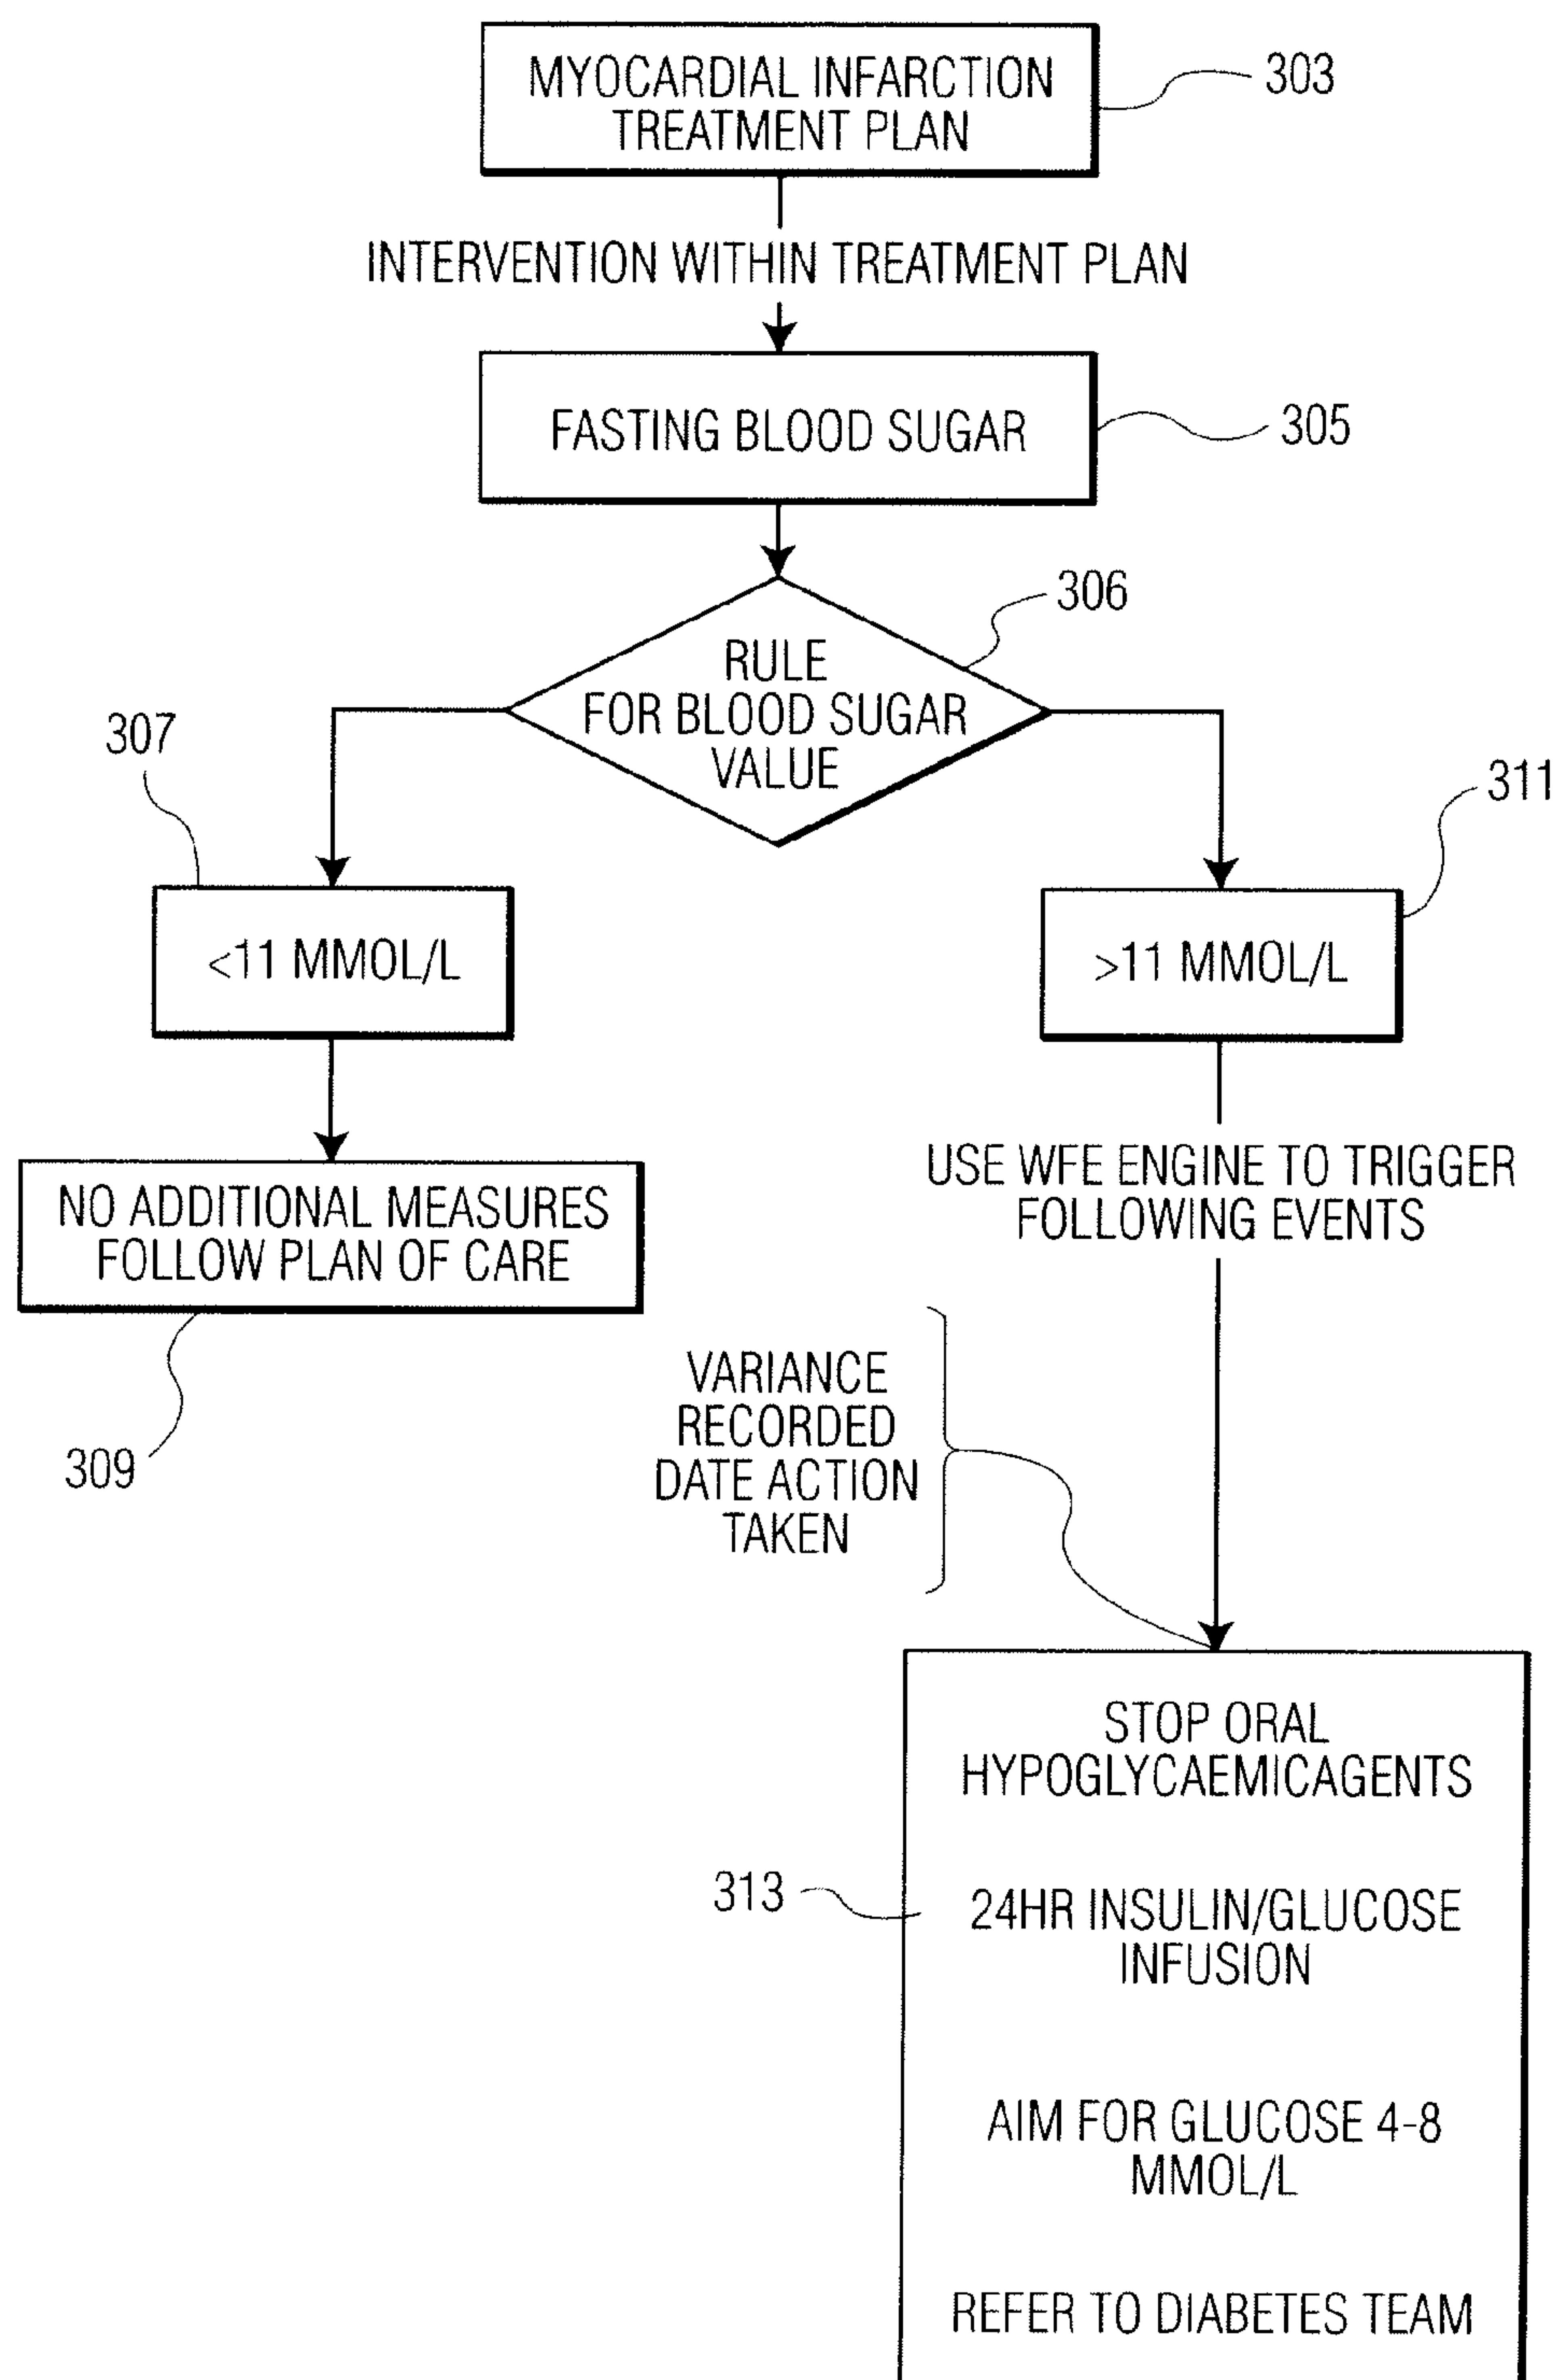 MYOCARDIAL INFARCTION
TREATMENT PLAN
303
INTERVENTION WITHIN TREATMENT PLAN
FASTING BLOOD SUGAR
305
306
RULE
FOR BLOOD SUGAR
VALUE
307
311
<11 MMOL/L
>11 MMOL/L
NO ADDITIONAL MEASURES
FOLLOW PLAN OF CARE
309
USE WFE ENGINE TO TRIGGER
FOLLOWING EVENTS
VARIANCE
RECORDED
DATE ACTION
TAKEN
STOP ORAL
HYPOGLYCAEMICAGENTS
313
24HR INSULIN/GLUCOSE
INFUSION
AIM FOR GLUCOSE 4-8
MMOL/L
REFER TO DIABETES TEAM